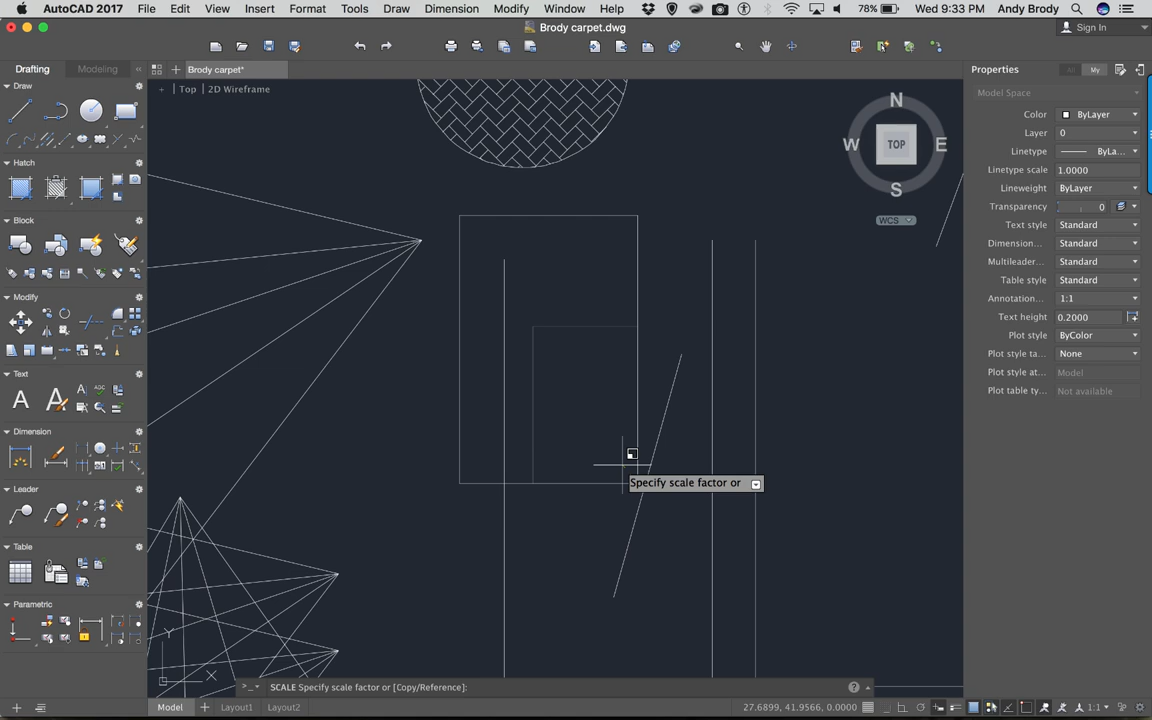 AutoCAD 2017 File Edit View Insert Format Tools Draw Dimension Modify Window Help 78% Wed 9:33 PM Andy Brody
Brody carpet.dwg
Sign In
Drafting Modeling
Brody carpet*
Properties All My
+ Top 2D Wireframe
Model Space
Draw
Color ByLayer
Layer 0
Linetype ByLa...
Linetype scale 1.0000
Lineweight ByLayer
Transparency 0
Text style Standard
Dimension... Standard
Multileader... Standard
Table style Standard
Annotation... 1:1
Text height 0.2000
Plot style ByColor
Plot style ta... None
Plot style at... Model
Plot table ty... Not available
N
W TOP E
S
WCS
Hatch
Block
Modify
Text
Dimension
Leader
Table
Parametric
Specify scale factor or
Y
X
>_ SCALE Specify scale factor or [Copy/Reference]:
Model + Layout1 Layout2 27.6899, 41.9566, 0.0000 1:1